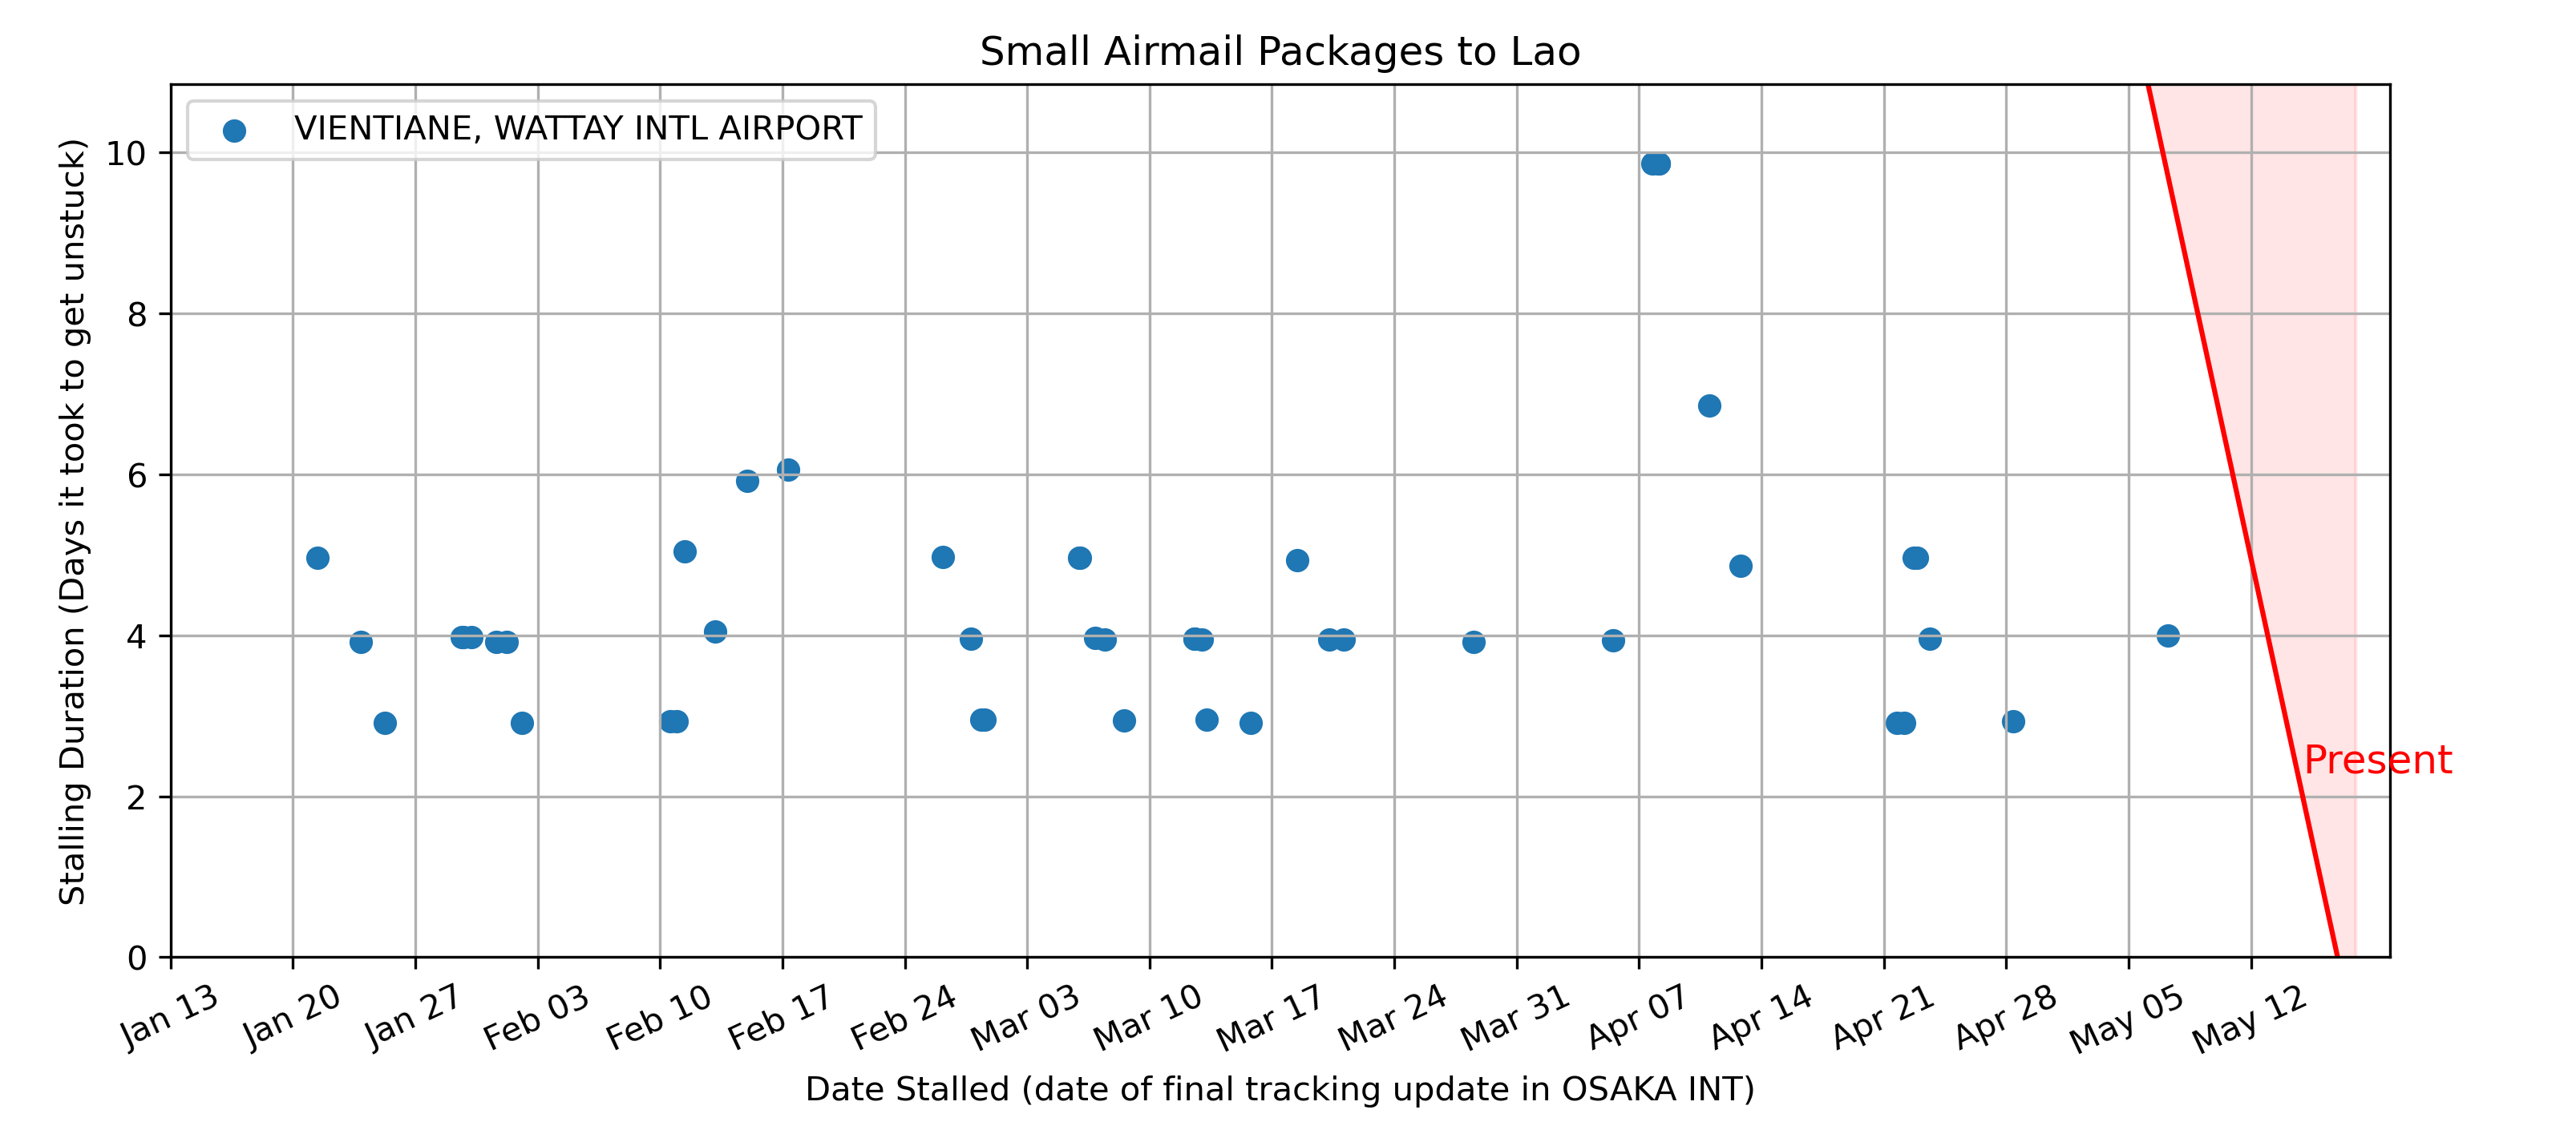 Small Airmail Packages to Lao
VIENTIANE, WATTAY INTL AIRPORT
Stalling Duration (Days it took to get unstuck)
10
8
6
4
2
0
Present
Jan 13
Jan 20
Jan 27
Feb 03
Feb 10
Feb 17
Feb 24
Mar 03
Mar 10
Mar 17
Mar 24
Mar 31
Apr 07
Apr 14
Apr 21
Apr 28
May 05
May 12
Date Stalled (date of final tracking update in OSAKA INT)